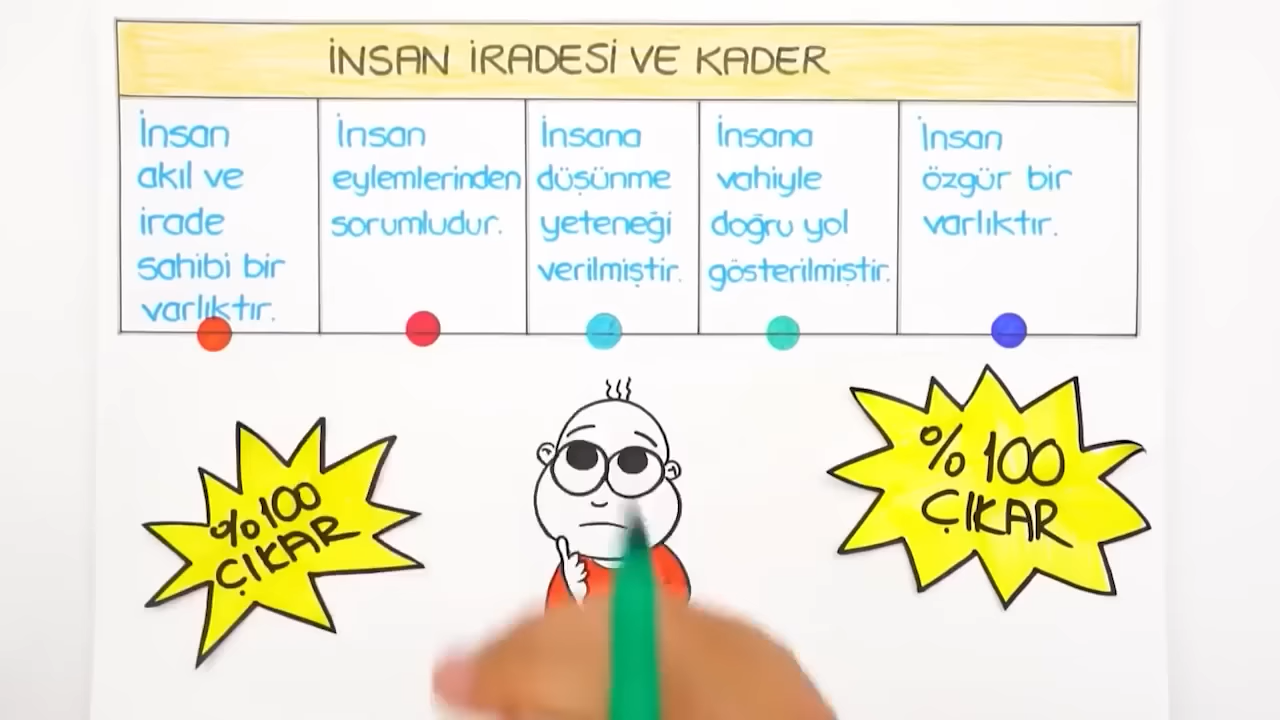 İNSAN İRADESİ VE KADER
İnsan
akıl ve
irade
sahibi bir
varlıktır.
İnsan
eylemlerinden
sorumludur.
İnsana
düşünme
yeteneği
verilmiştir.
İnsana
vahiyle
doğru yol
gösterilmiştir.
İnsan
özgür bir
varlıktır.
%100
ÇIKAR
%100
ÇIKAR